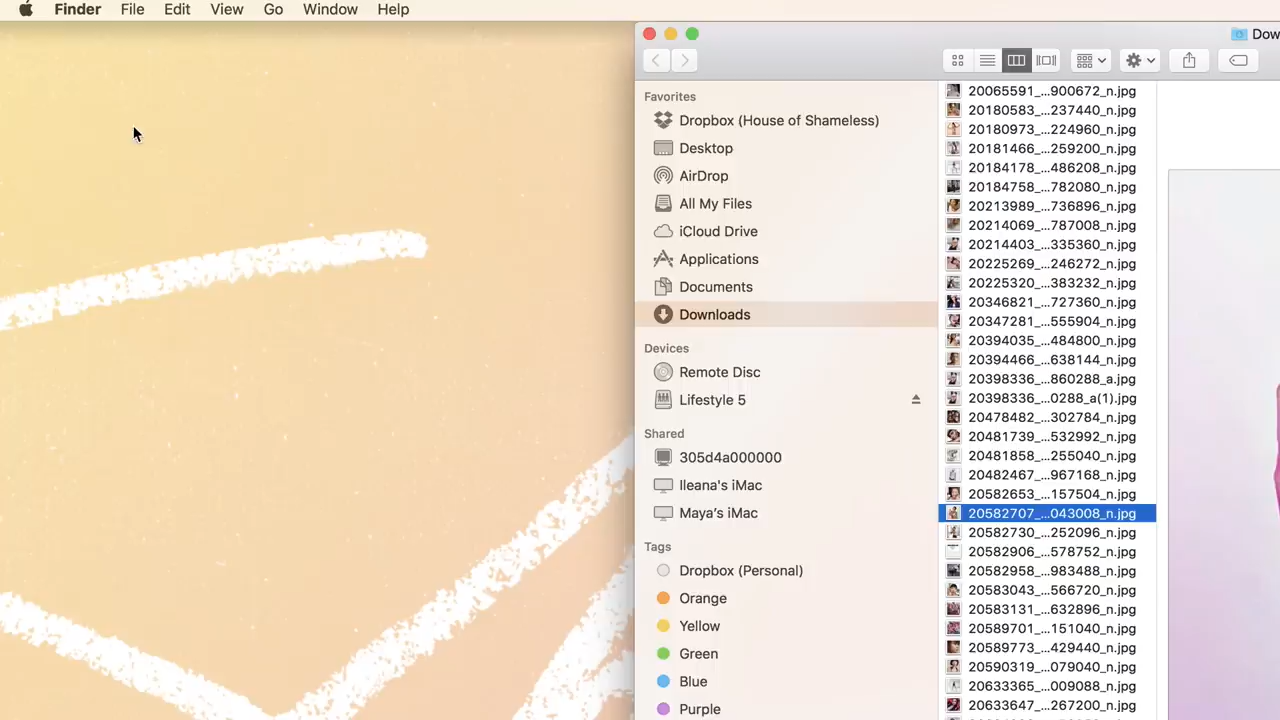 Finder File Edit View Go Window Help
Dow
Favorites
Dropbox (House of Shameless)
Desktop
AirDrop
All My Files
iCloud Drive
Applications
Documents
Downloads
Devices
Remote Disc
Lifestyle 5
Shared
305d4a000000
Ileana's iMac
Maya's iMac
Tags
Dropbox (Personal)
Orange
Yellow
Green
Blue
Purple
20065591_...900672_n.jpg
20180583_...237440_n.jpg
20180973_...224960_n.jpg
20181466_...259200_n.jpg
20184178_...486208_n.jpg
20184758_...782080_n.jpg
20213989_...736896_n.jpg
20214069_...787008_n.jpg
20214403_...335360_n.jpg
20225269_...246272_n.jpg
20225320_...383232_n.jpg
20346821_...727360_n.jpg
20347281_...555904_n.jpg
20394035_...484800_n.jpg
20394466_...638144_n.jpg
20398336_...860288_a.jpg
20398336_...0288_a(1).jpg
20478482_...302784_n.jpg
20481739_...532992_n.jpg
20481858_...255040_n.jpg
20482467_...967168_n.jpg
20582653_...157504_n.jpg
20582707_...043008_n.jpg
20582730_...252096_n.jpg
20582906_...578752_n.jpg
20582958_...983488_n.jpg
20583043_...566720_n.jpg
20583131_...632896_n.jpg
20589701_...151040_n.jpg
20589773_...429440_n.jpg
20590319_...079040_n.jpg
20633365_...009088_n.jpg
20633647_...267200_n.jpg